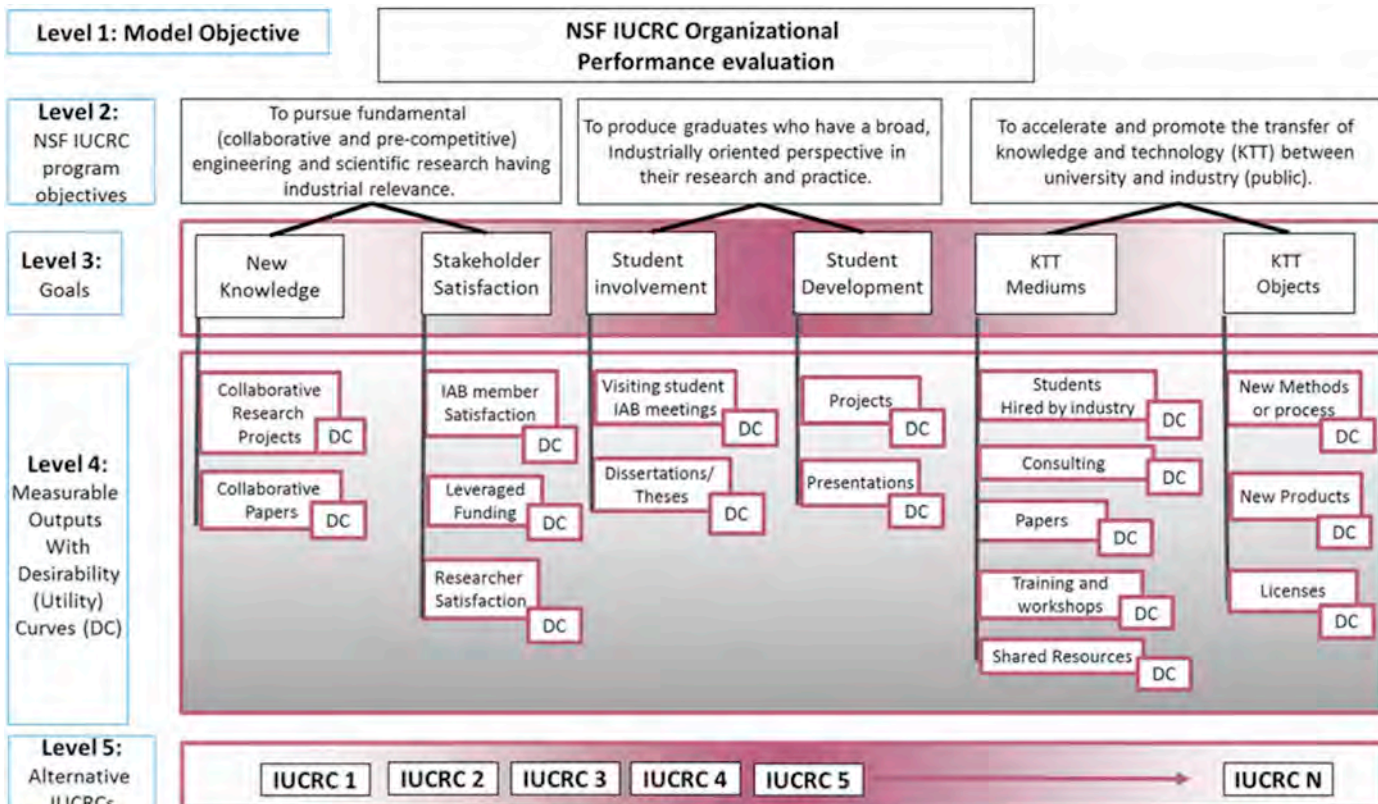 Level 1: Model Objective
NSF IUCRC Organizational
Performance evaluation
Level 2:
NSF IUCRC
program
objectives
To pursue fundamental
(collaborative and pre-competitive)
engineering and scientific research having
industrial relevance.
To produce graduates who have a broad,
Industrially oriented perspective in
their research and practice.
To accelerate and promote the transfer of
knowledge and technology (KTT) between
university and industry (public).
Level 3:
Goals
New
Knowledge
Stakeholder
Satisfaction
Student
involvement
Student
Development
KTT
Mediums
KTT
Objects
Level 4:
Measurable
Outputs
With
Desirability
(Utility)
Curves (DC)
Collaborative
Research
Projects
DC
Collaborative
Papers
DC
IAB member
Satisfaction
DC
Leveraged
Funding
DC
Researcher
Satisfaction
DC
Visiting student
IAB meetings
DC
Dissertations/
Theses
DC
Projects
DC
Presentations
DC
Students
Hired by industry
DC
Consulting
DC
Papers
DC
Training and
workshops
DC
Shared Resources
DC
New Methods
or process
DC
New Products
DC
Licenses
DC
Level 5:
Alternative
IUCRCs
IUCRC 1
IUCRC 2
IUCRC 3
IUCRC 4
IUCRC 5
IUCRC N